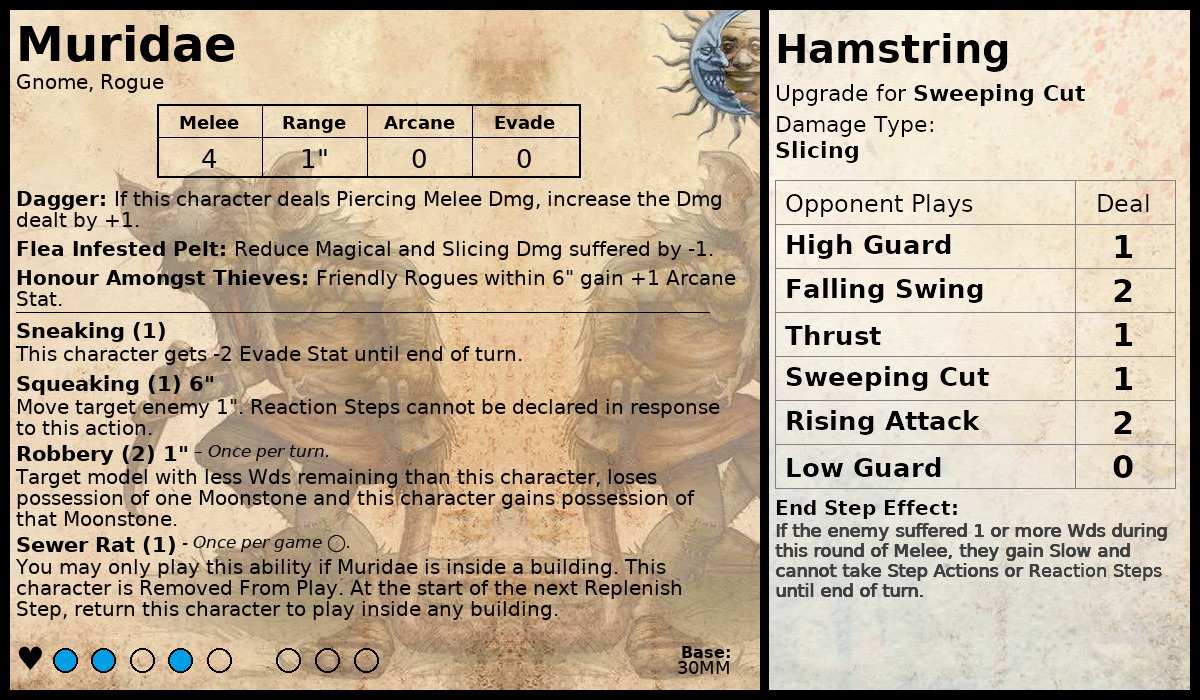 Muridae
Gnome, Rogue
Melee Range Arcane Evade
4 1" 0 0
Dagger: If this character deals Piercing Melee Dmg, increase the Dmg
dealt by +1.
Flea Infested Pelt: Reduce Magical and Slicing Dmg suffered by -1.
Honour Amongst Thieves: Friendly Rogues within 6" gain +1 Arcane
Stat.
Sneaking (1)
This character gets -2 Evade Stat until end of turn.
Squeaking (1) 6"
Move target enemy 1". Reaction Steps cannot be declared in response
to this action.
Robbery (2) 1" – Once per turn.
Target model with less Wds remaining than this character, loses
possession of one Moonstone and this character gains possession of
that Moonstone.
Sewer Rat (1) - Once per game ◯.
You may only play this ability if Muridae is inside a building. This
character is Removed From Play. At the start of the next Replenish
Step, return this character to play inside any building.
Base:
30MM
Hamstring
Upgrade for Sweeping Cut
Damage Type:
Slicing
Opponent Plays Deal
High Guard 1
Falling Swing 2
Thrust 1
Sweeping Cut 1
Rising Attack 2
Low Guard 0
End Step Effect:
If the enemy suffered 1 or more Wds during
this round of Melee, they gain Slow and
cannot take Step Actions or Reaction Steps
until end of turn.